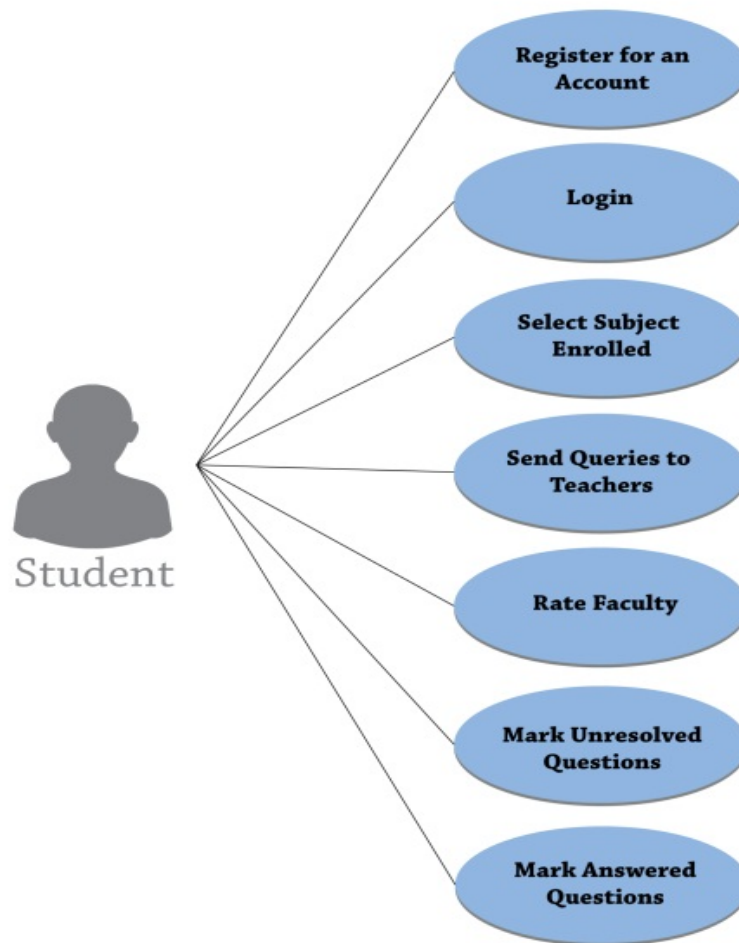 Register for an
Account
Login
Select Subject
Enrolled
Send Queries to
Teachers
Student
Rate Faculty
Mark Unresolved
Questions
Mark Answered
Questions